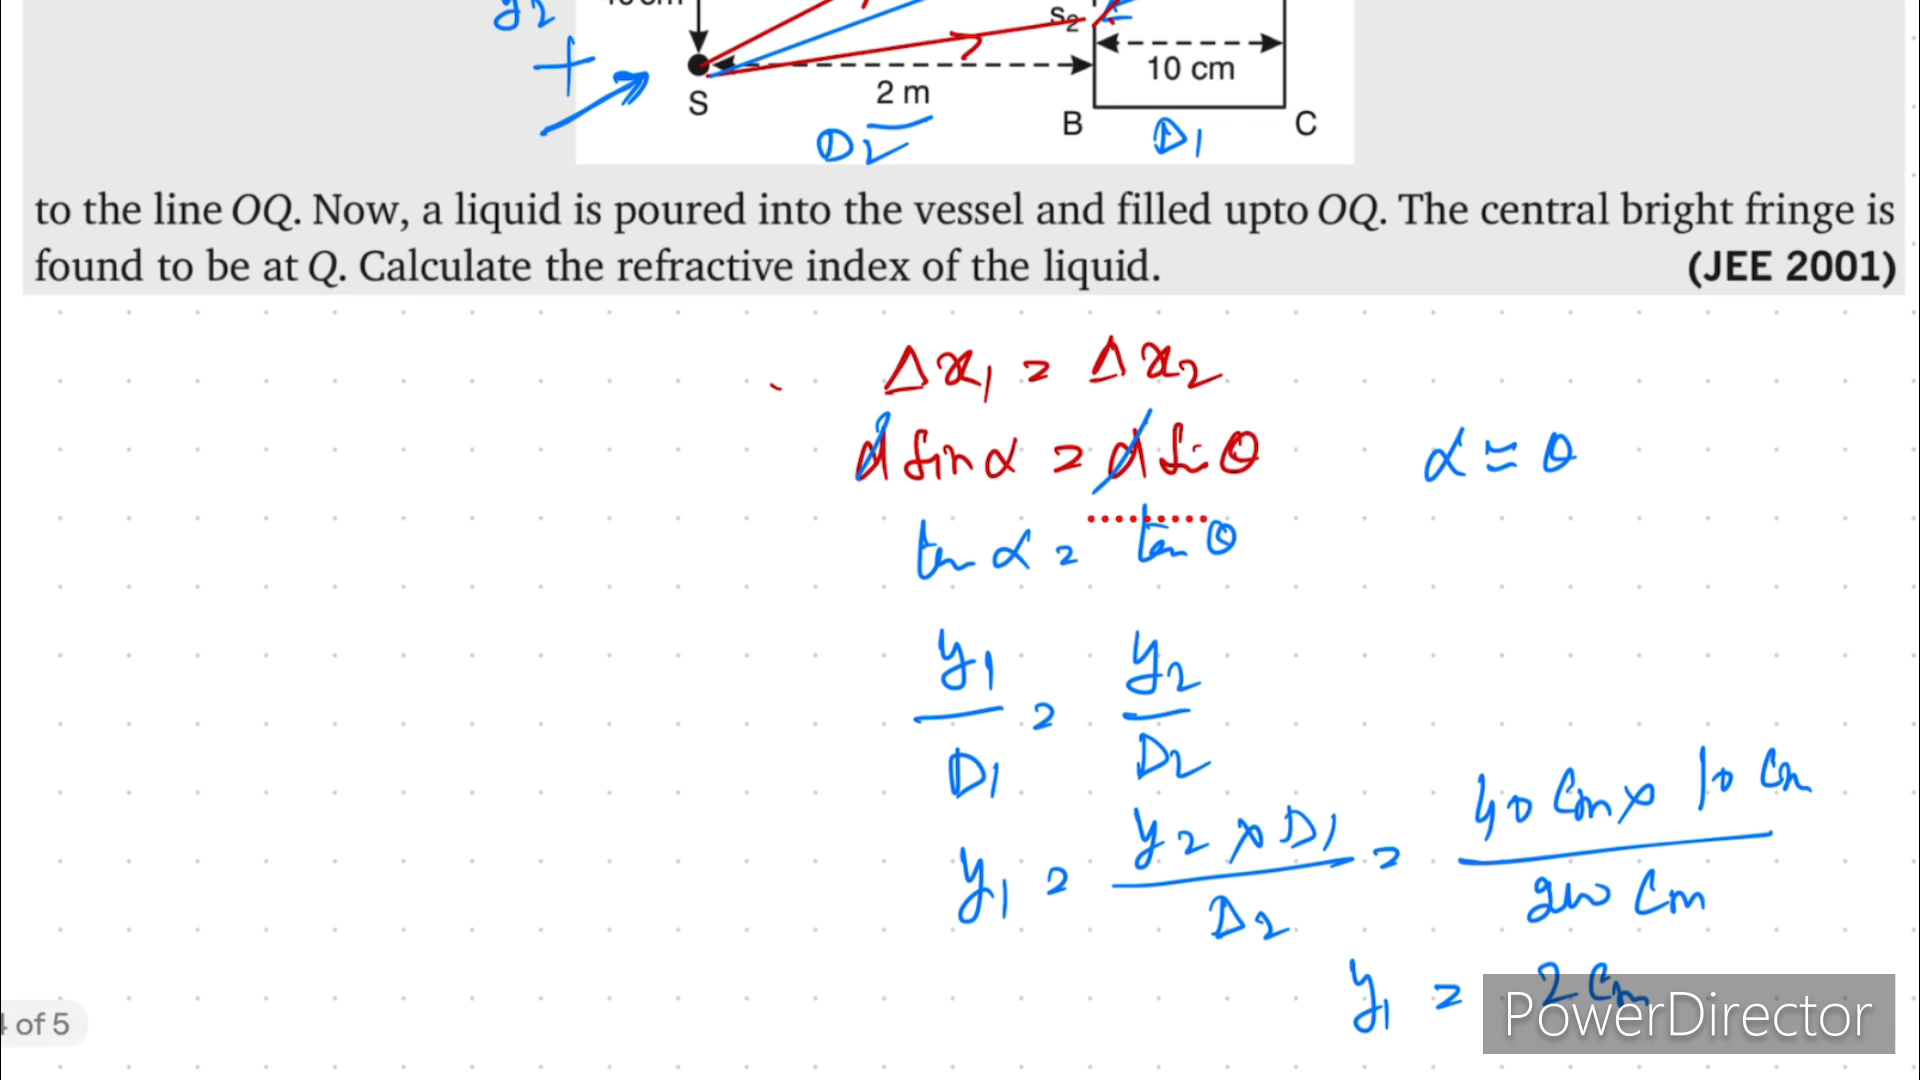 y2
S2
10 cm
2 m
S
B
C
D2
D1
to the line OQ. Now, a liquid is poured into the vessel and filled upto OQ. The central bright fringe is
found to be at Q. Calculate the refractive index of the liquid.
(JEE 2001)
Δx1 = Δx2
d sin α = d sin θ
α ≈ θ
tan α = tan θ
y1/D1 = y2/D2
y1 = y2 × D1 / D2 = 40 cm × 10 cm / 200 cm
y1 = 2 cm
of 5
PowerDirector